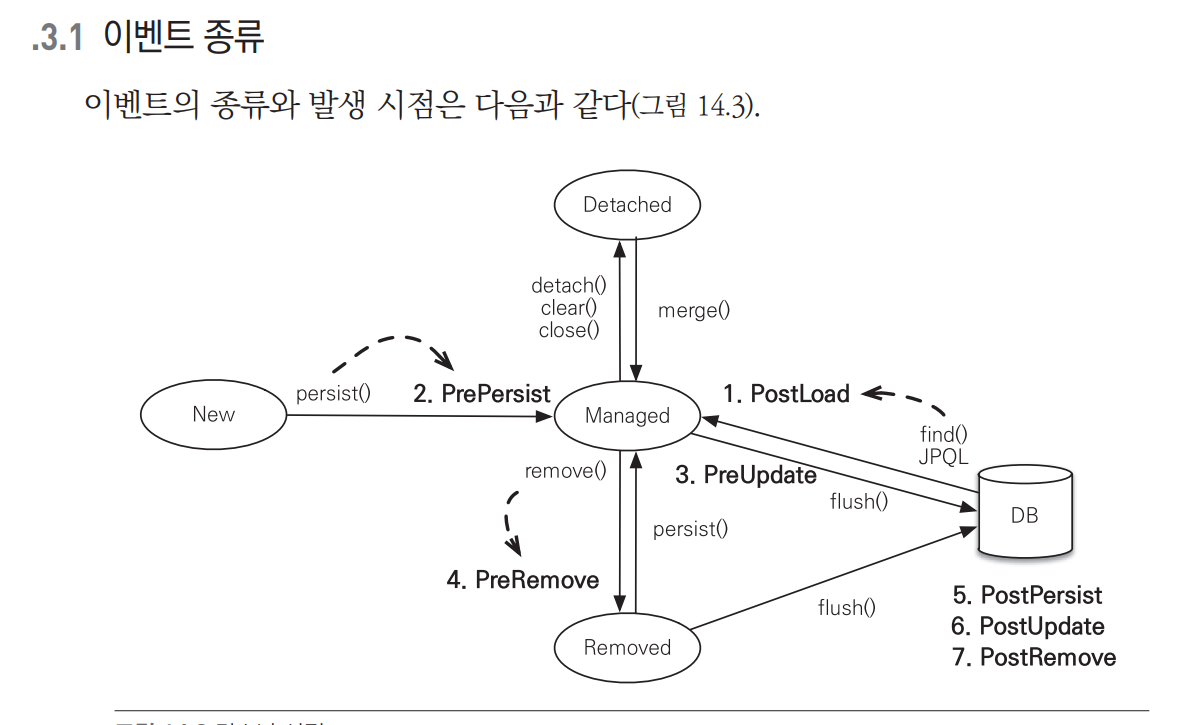 .3.1 이벤트 종류
이벤트의 종류와 발생 시점은 다음과 같다(그림 14.3).
Detached
detach()
clear()
close()
merge()
persist()
2. PrePersist
1. PostLoad
New
Managed
find()
JPQL
remove()
3. PreUpdate
flush()
DB
persist()
4. PreRemove
flush()
5. PostPersist
6. PostUpdate
7. PostRemove
Removed